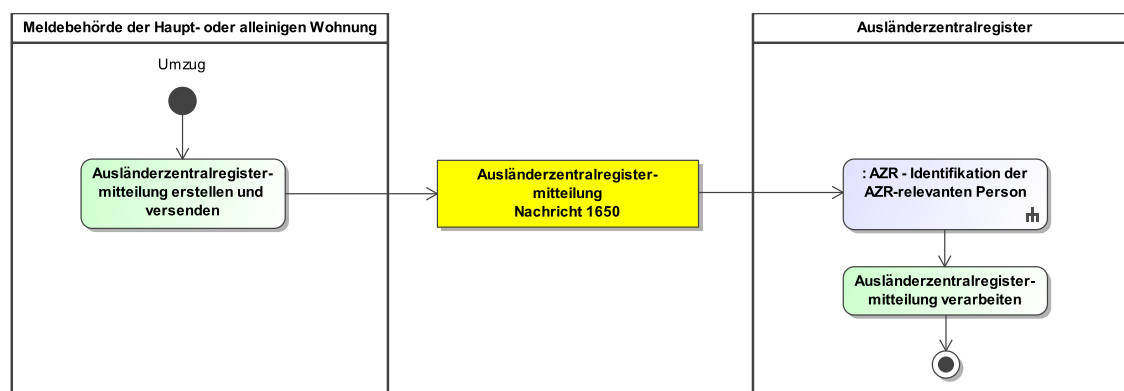 Meldebehörde der Haupt- oder alleinigen Wohnung
Ausländerzentralregister
Umzug
Ausländerzentralregister-
mitteilung erstellen und
versenden
Ausländerzentralregister-
mitteilung
Nachricht 1650
: AZR - Identifikation der
AZR-relevanten Person
Ausländerzentralregister-
mitteilung verarbeiten